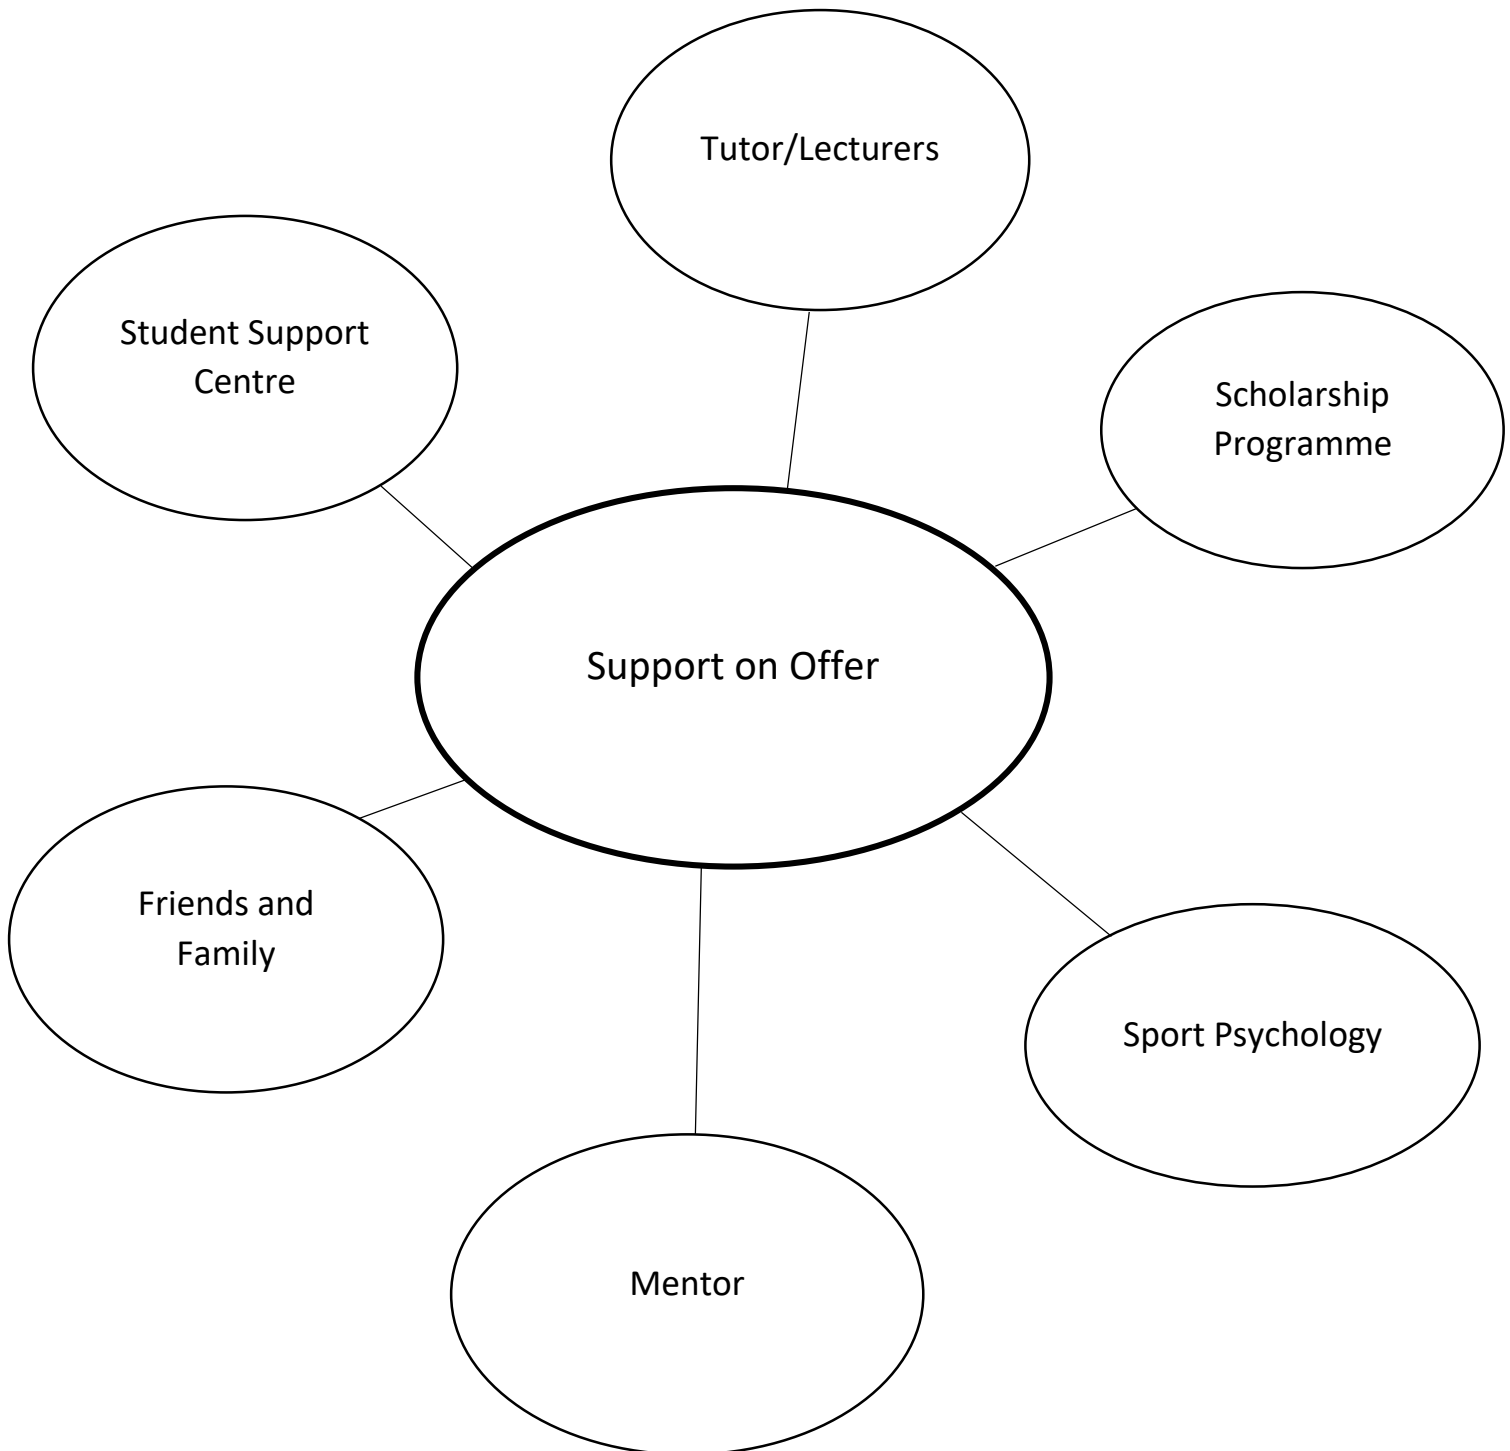 Tutor/Lecturers
Student Support
Centre
Scholarship
Programme
Support on Offer
Friends and
Family
Sport Psychology
Mentor